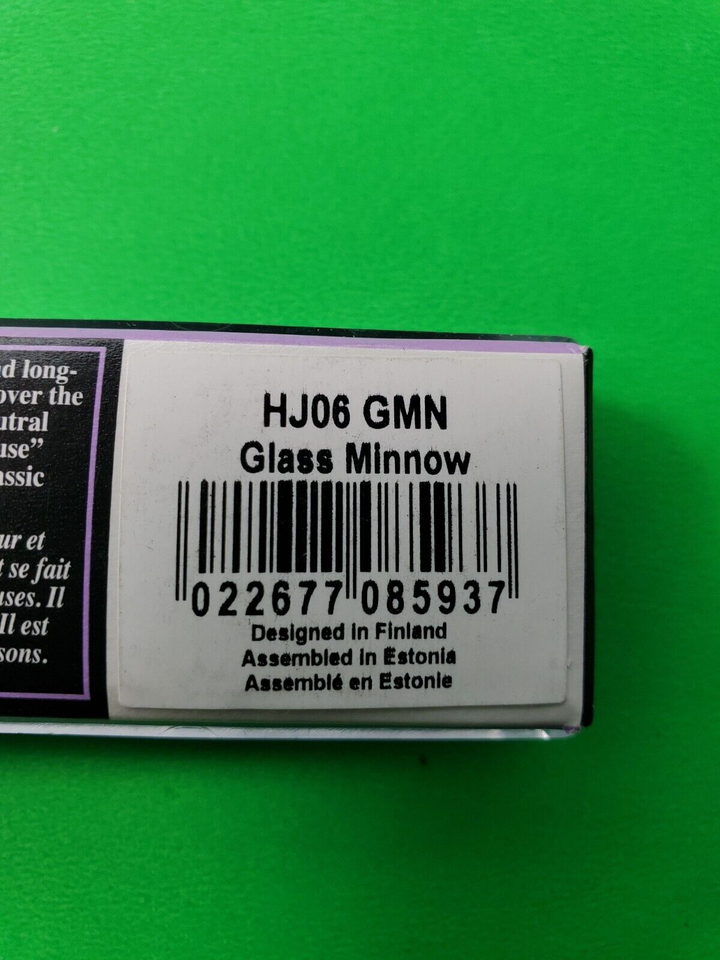 d long-
over the
utral
use”
assic
ur et
t se fait
uses. Il
Il est
sons.
HJ06 GMN
Glass Minnow
022677 085937
Designed in Finland
Assembled in Estonia
Assemblé en Estonie